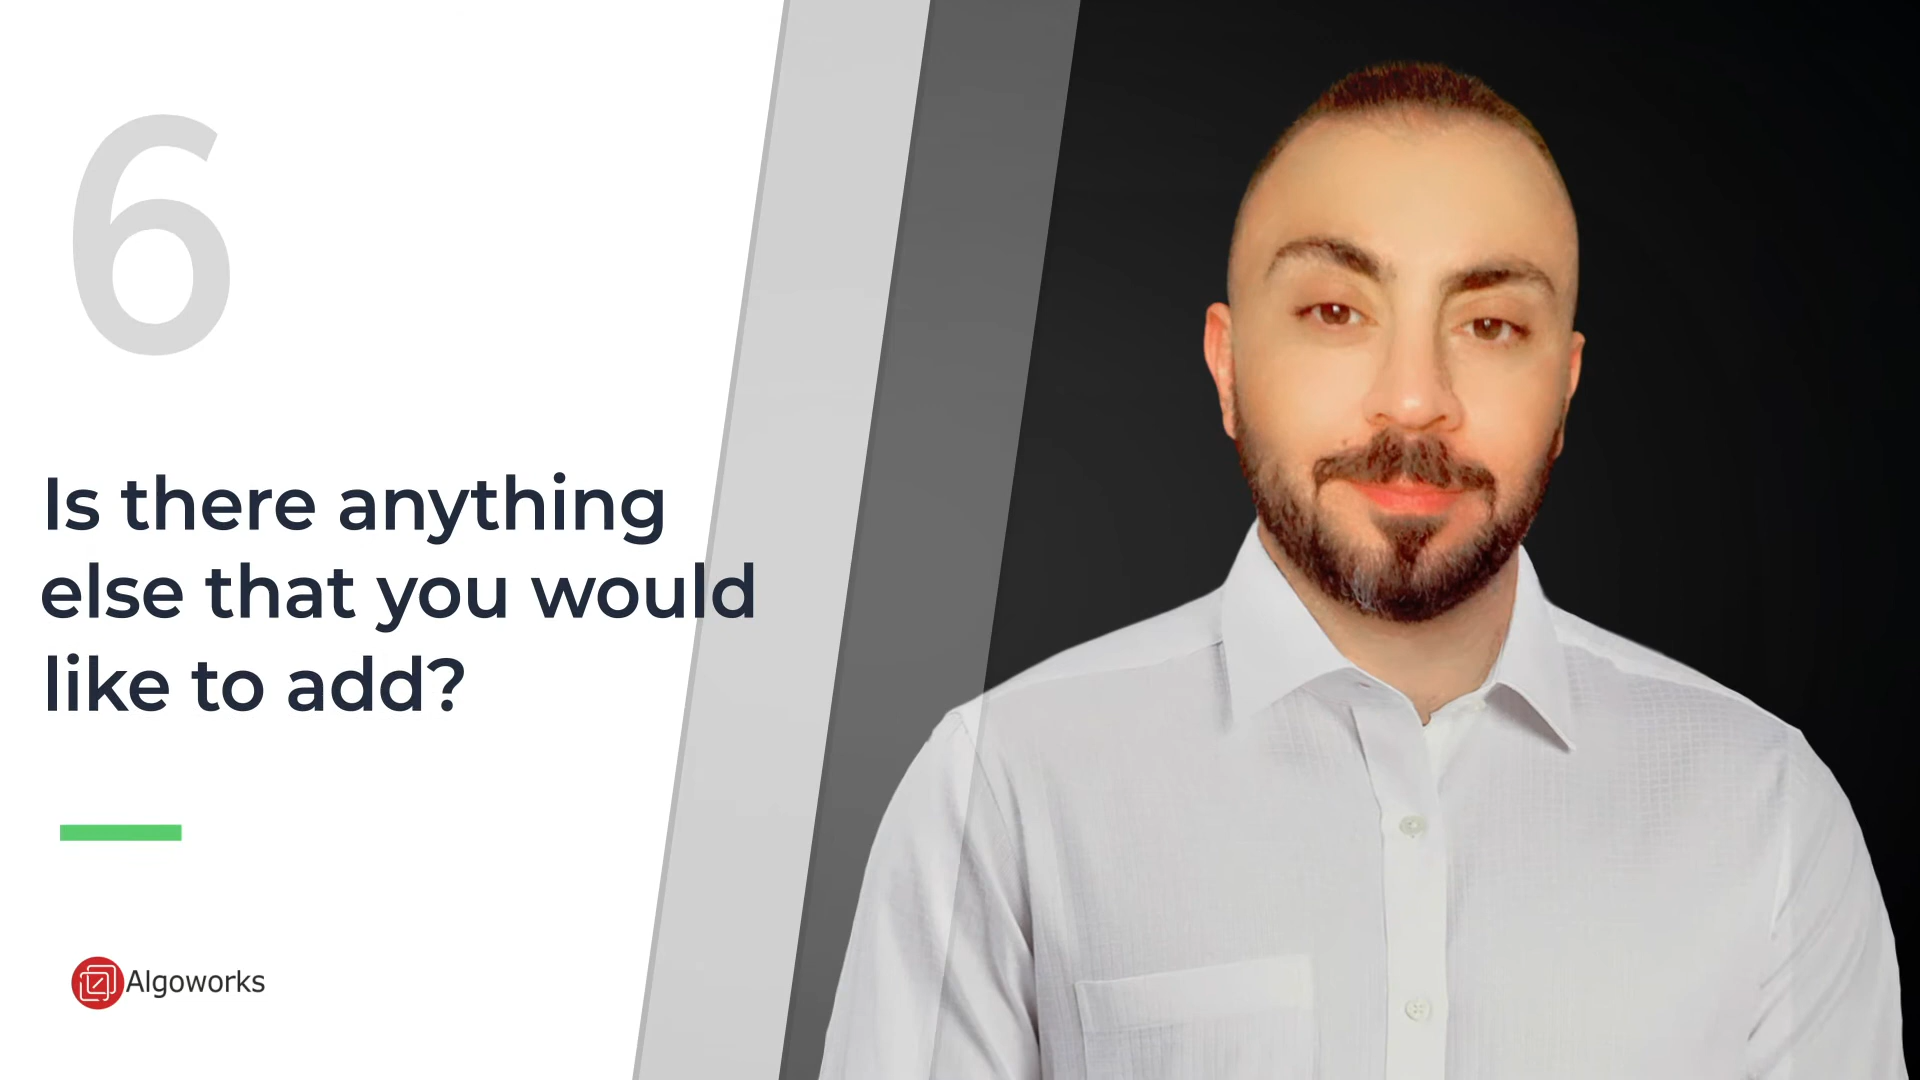 6
Is there anything
else that you would
like to add?
Algoworks